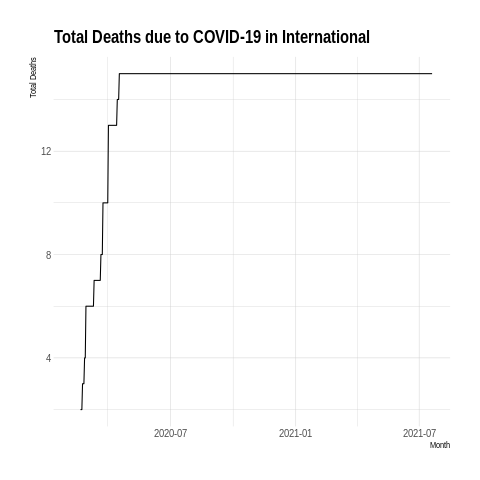 Total Deaths due to COVID-19 in International
Total Deaths
12
8
4
2020-07
2021-01
2021-07
Month